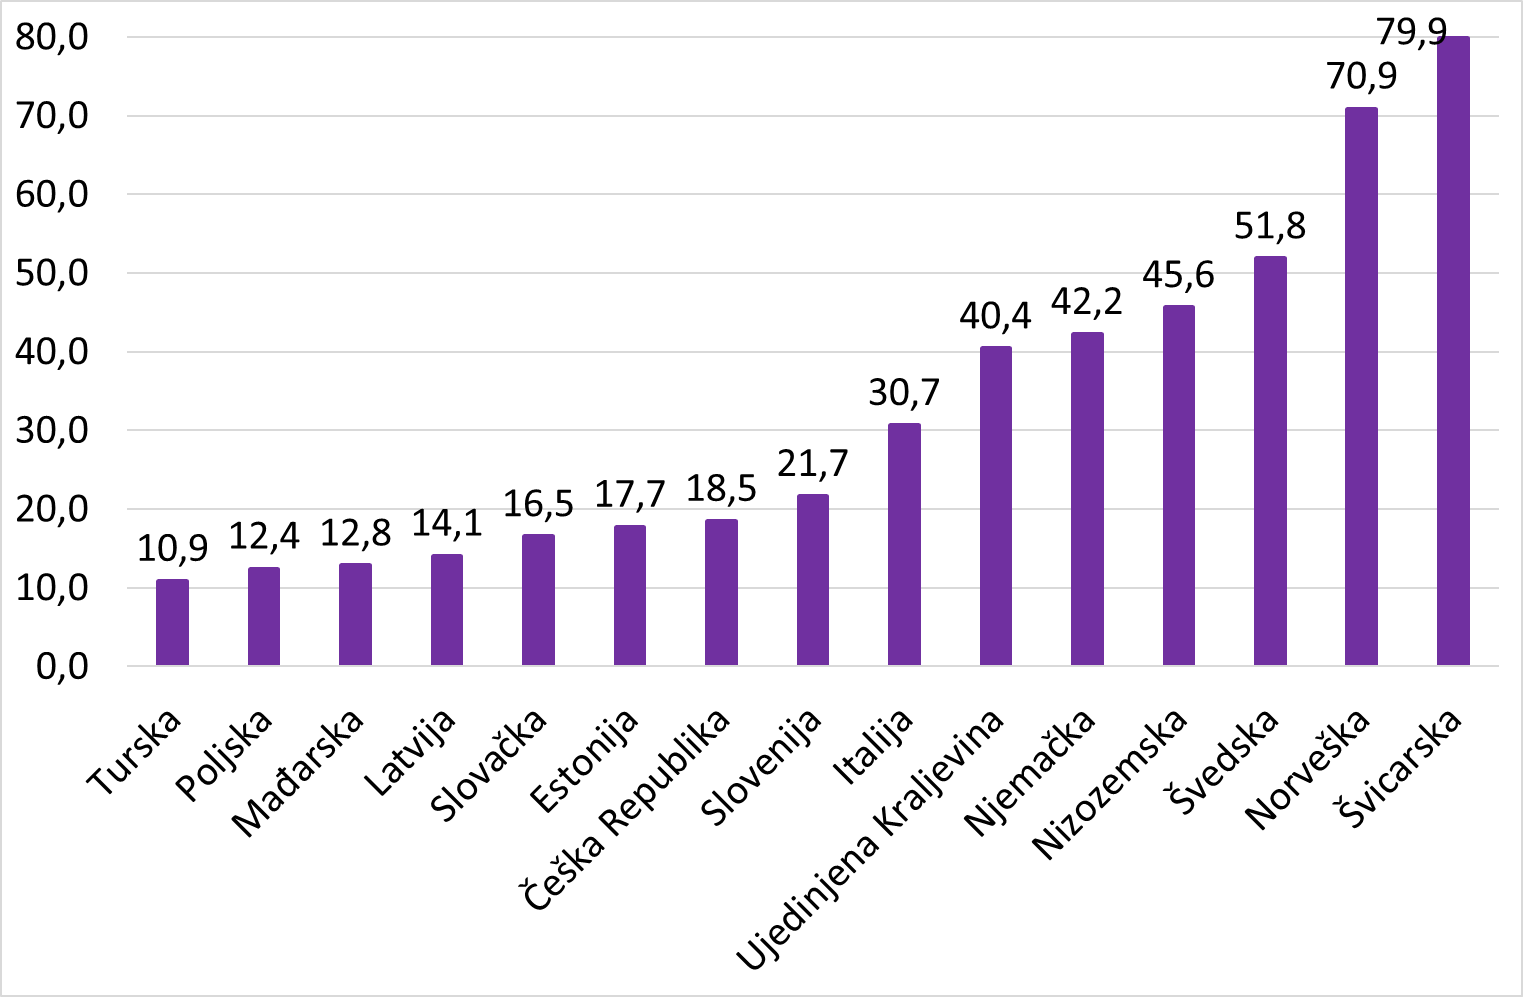 80,0
70,0
60,0
50,0
40,0
30,0
20,0
10,0
0,0
10,9
12,4
12,8
14,1
16,5
17,7
18,5
21,7
30,7
40,4
42,2
45,6
51,8
70,9
79,9
Turska
Poljska
Mađarska
Latvija
Slovačka
Estonija
Češka Republika
Slovenija
Italija
Ujedinjena Kraljevina
Njemačka
Nizozemska
Švedska
Norveška
Švicarska